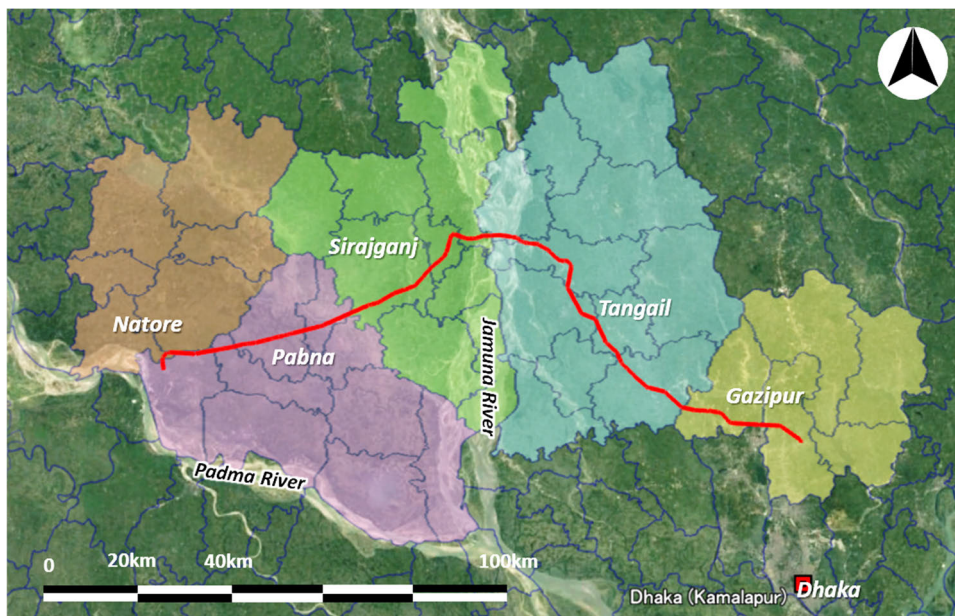 Sirajganj
Natore
Pabna
Tangail
Jamuna River
Gazipur
Padma River
0
20km
40km
100km
Dhaka (Kamalapur)
Dhaka